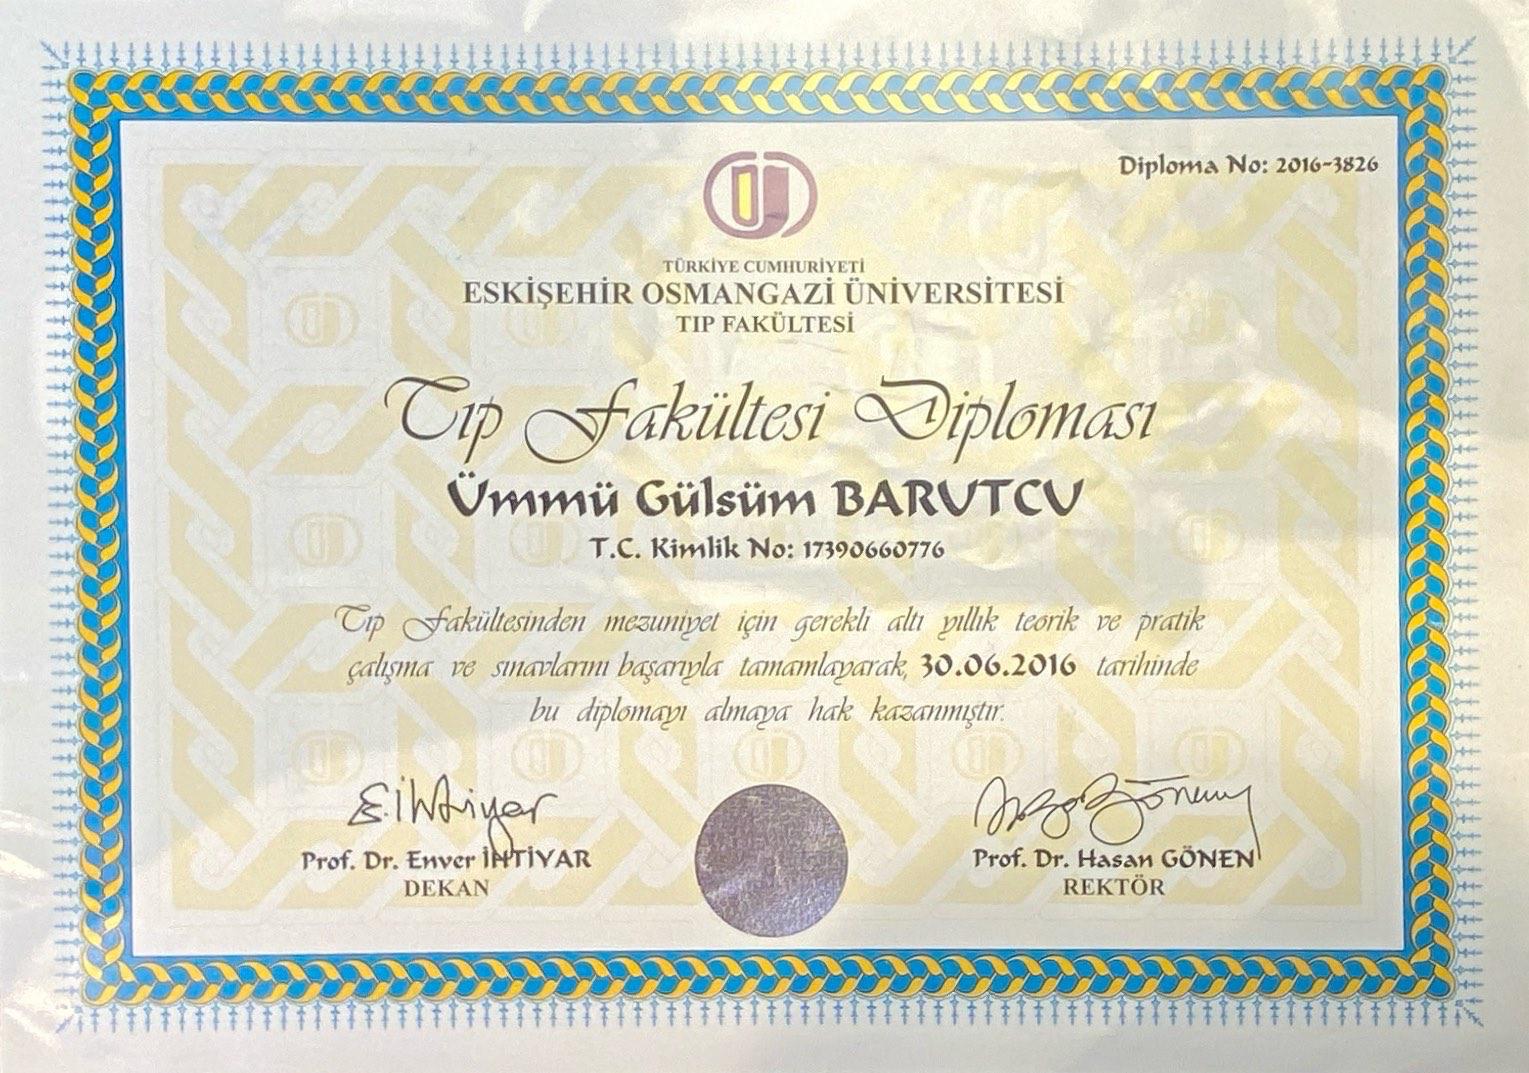 Diploma No: 2016-3826
TÜRKİYE CUMHURİYETİ
ESKİŞEHİR OSMANGAZİ ÜNİVERSİTESİ
TIP FAKÜLTESİ
Tıp Fakültesi Diploması
Ümmü Gülsüm BARUTCU
T.C. Kimlik No: 17390660776
Tıp Fakültesinden mezuniyet için gerekli altı yıllık teorik ve pratik
çalışma ve sınavlarını başarıyla tamamlayarak, 30.06.2016 tarihinde
bu diplomayı almaya hak kazanmıştır.
E.İhtiyar
Prof. Dr. Enver İHTİYAR
DEKAN
Prof. Dr. Hasan GÖNEN
REKTÖR